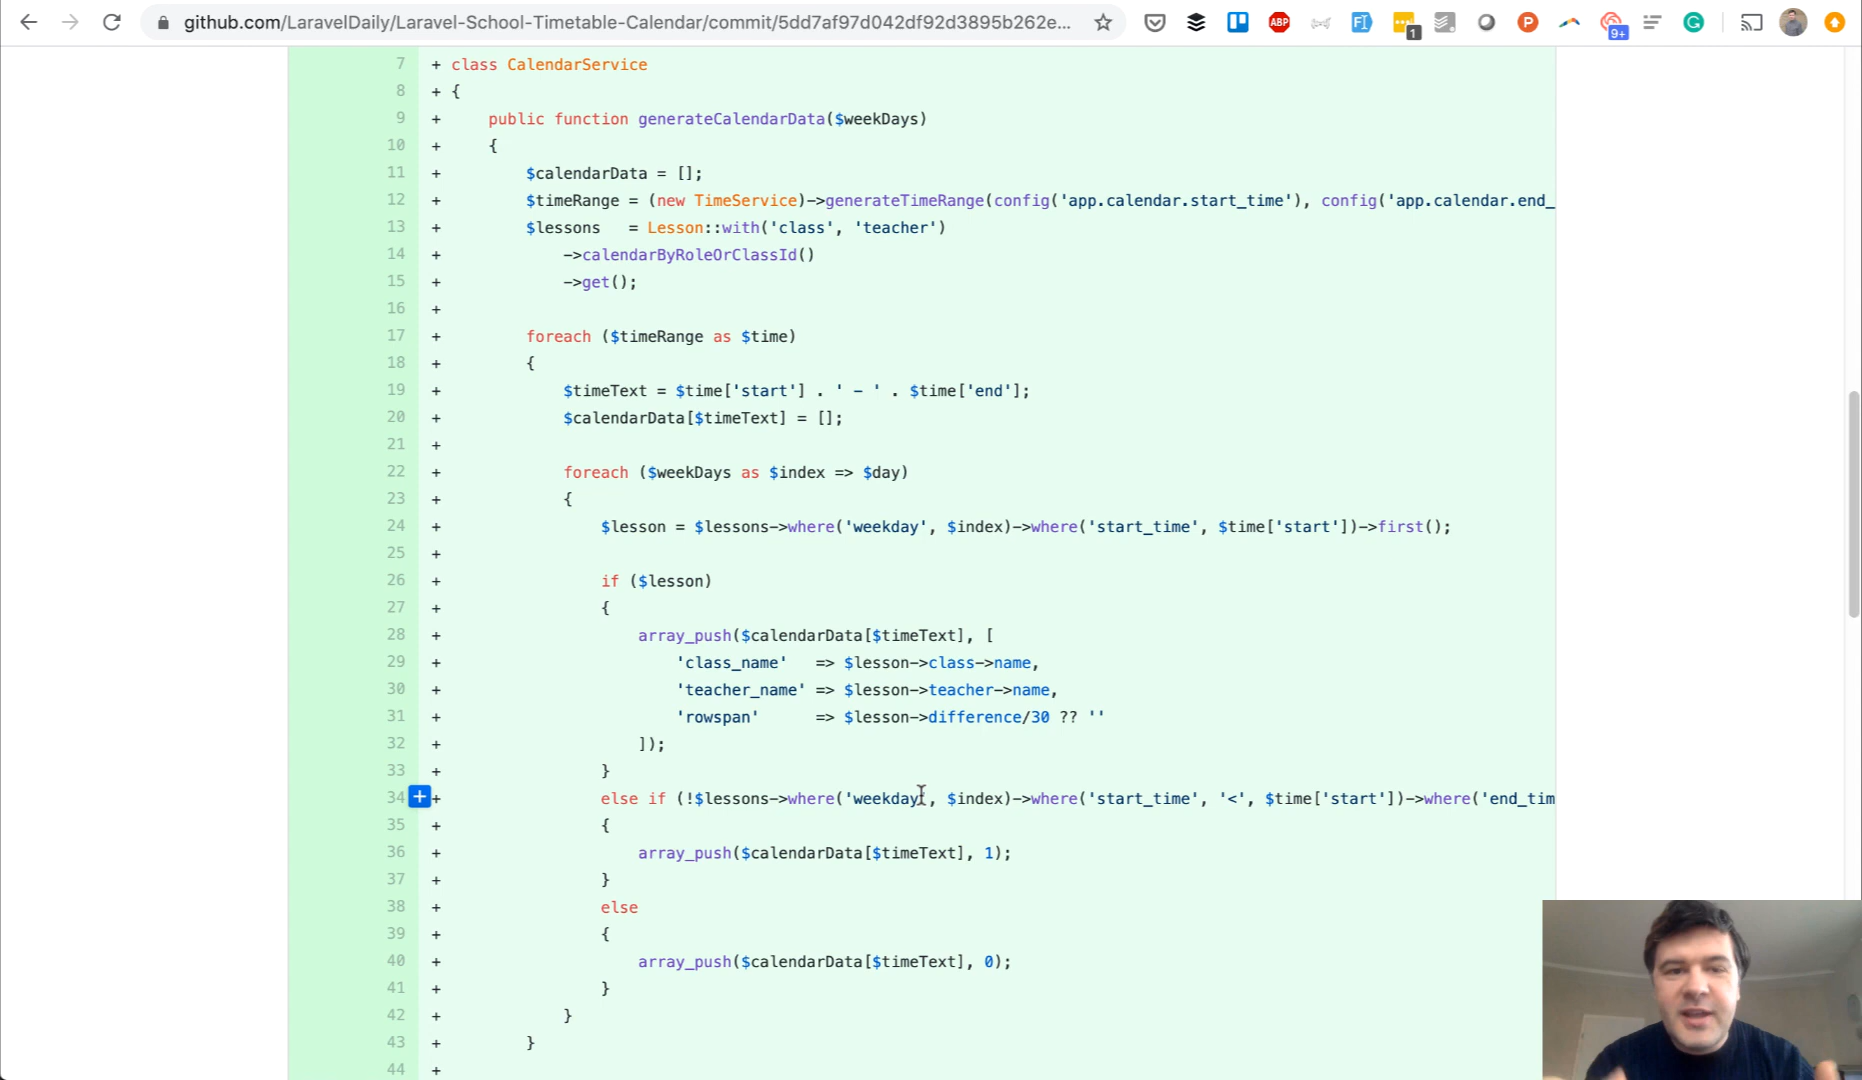 github.com/LaravelDaily/Laravel-School-Timetable-Calendar/commit/5dd7af97d042df92d3895b262e...
ABP
1
P
9+
G
7 + class CalendarService
8 + {
9 + public function generateCalendarData($weekDays)
10 + {
11 + $calendarData = [];
12 + $timeRange = (new TimeService)->generateTimeRange(config('app.calendar.start_time'), config('app.calendar.end_
13 + $lessons   = Lesson::with('class', 'teacher')
14 + ->calendarByRoleOrClassId()
15 + ->get();
16 +
17 + foreach ($timeRange as $time)
18 + {
19 + $timeText = $time['start'] . ' - ' . $time['end'];
20 + $calendarData[$timeText] = [];
21 +
22 + foreach ($weekDays as $index => $day)
23 + {
24 + $lesson = $lessons->where('weekday', $index)->where('start_time', $time['start'])->first();
25 +
26 + if ($lesson)
27 + {
28 + array_push($calendarData[$timeText], [
29 + 'class_name'   => $lesson->class->name,
30 + 'teacher_name' => $lesson->teacher->name,
31 + 'rowspan'      => $lesson->difference/30 ?? ''
32 + ]);
33 + }
34 + else if (!$lessons->where('weekday', $index)->where('start_time', '<', $time['start'])->where('end_tim
35 + {
36 + array_push($calendarData[$timeText], 1);
37 + }
38 + else
39 + {
40 + array_push($calendarData[$timeText], 0);
41 + }
42 + }
43 + }
44 +